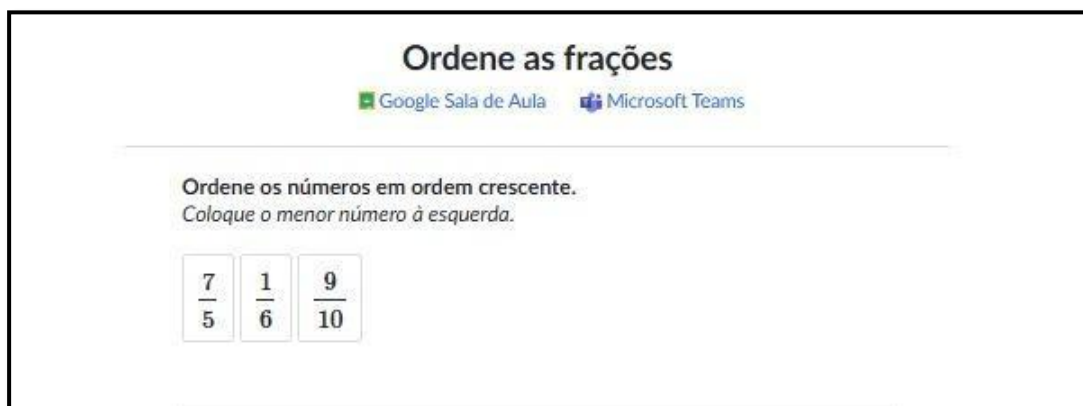 Ordene as frações
Google Sala de Aula Microsoft Teams
Ordene os números em ordem crescente.
Coloque o menor número à esquerda.
7/5 1/6 9/10